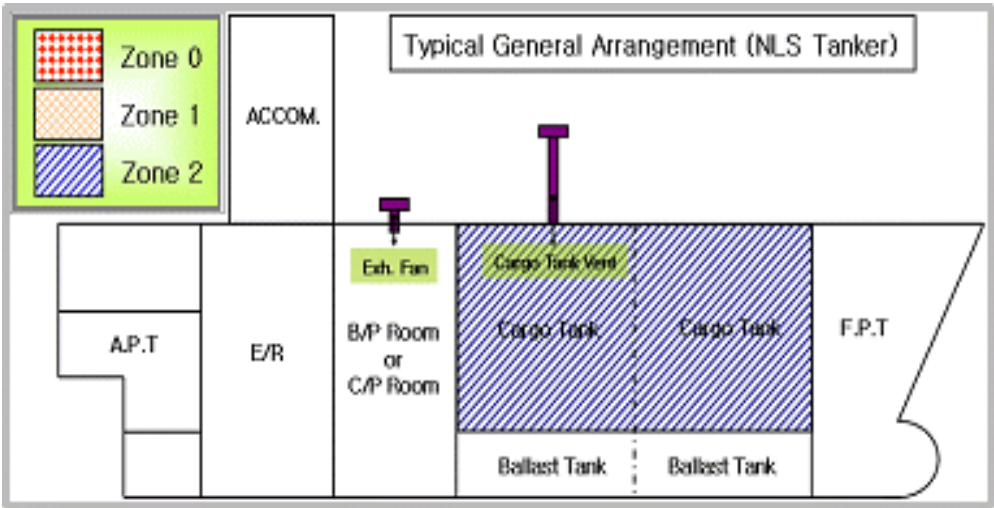 Zone 0
Zone 1
Zone 2
ACCOM.
Typical General Arrangement (NLS Tanker)
Exh. Fan
Cargo Tank Vent
A.P.T
E/R
B/P Room
or
C/P Room
Cargo Tank
Cargo Tank
F.P.T
Ballast Tank
Ballast Tank